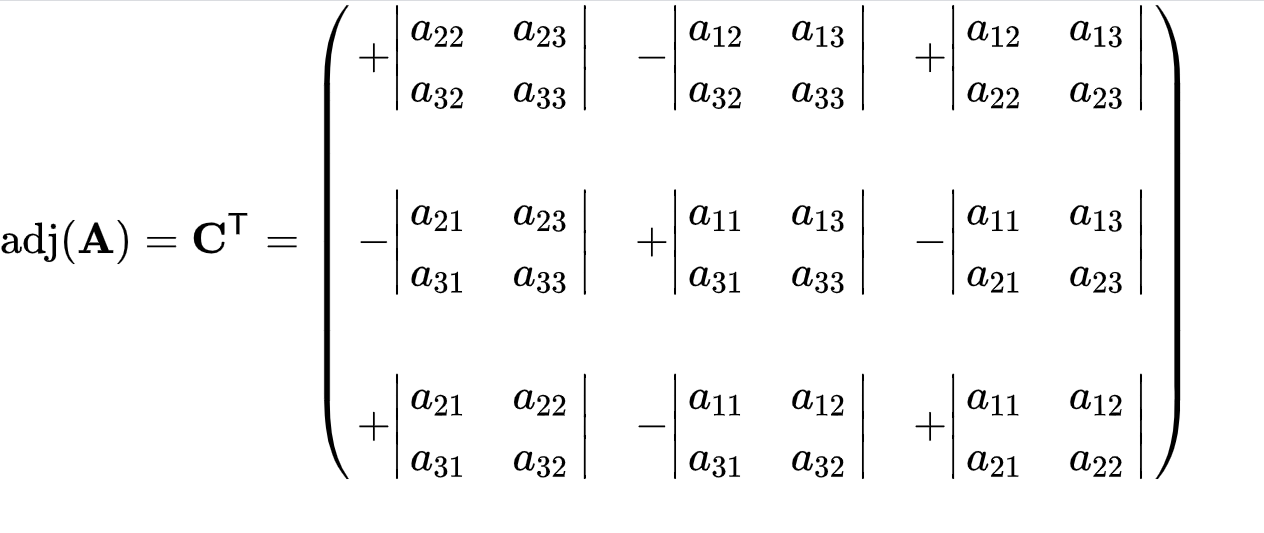 +| a22 a23 | −| a12 a13 | +| a12 a13 |
| a32 a33 | | a32 a33 | | a22 a23 |
adj(A) = C^T = −| a21 a23 | +| a11 a13 | −| a11 a13 |
| a31 a33 | | a31 a33 | | a21 a23 |
+| a21 a22 | −| a11 a12 | +| a11 a12 |
| a31 a32 | | a31 a32 | | a21 a22 |